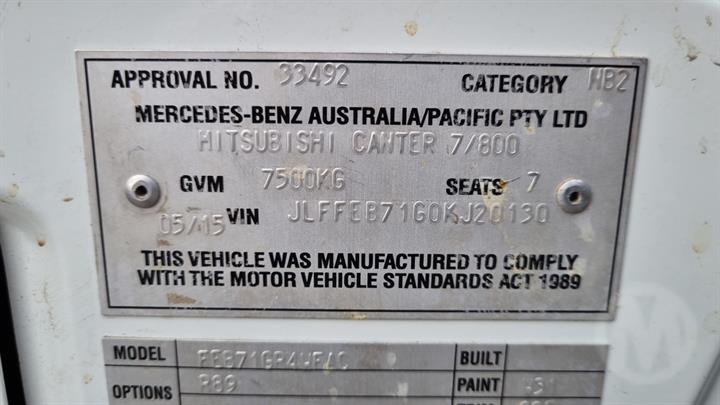 APPROVAL NO. 33492 CATEGORY NB2
MERCEDES-BENZ AUSTRALIA/PACIFIC PTY LTD
MITSUBISHI CANTER 7/800
GVM 7500KG SEATS 7
05/15 VIN JLFFEB71G0KJ20130
THIS VEHICLE WAS MANUFACTURED TO COMPLY
WITH THE MOTOR VEHICLE STANDARDS ACT 1989
MODEL FEB71GR4WFAC BUILT
OPTIONS P89 PAINT